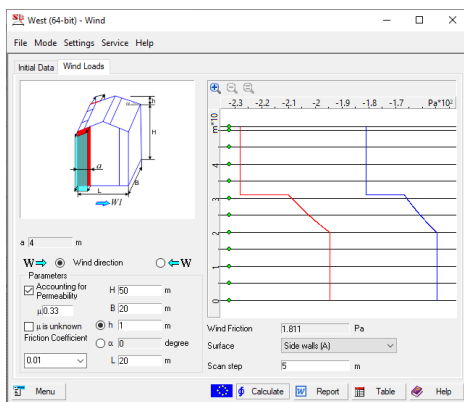 West (64-bit) - Wind
File Mode Settings Service Help
Initial Data Wind Loads
h
H
a
B
L
W1
a 4 m
W Wind direction W
Parameters
Accounting for Permeability
μ 0.33
μ is unknown
Friction Coefficient
0.01
H 50 m
B 20 m
h 1 m
α 0 degree
L 20 m
-2.3 -2.2 -2.1 -2 -1.9 -1.8 -1.7 Pa*10²
m*10
4
3
2
1
0
Wind Friction 1.811 Pa
Surface Side walls (A)
Scan step 5 m
Menu Calculate Report Table Help